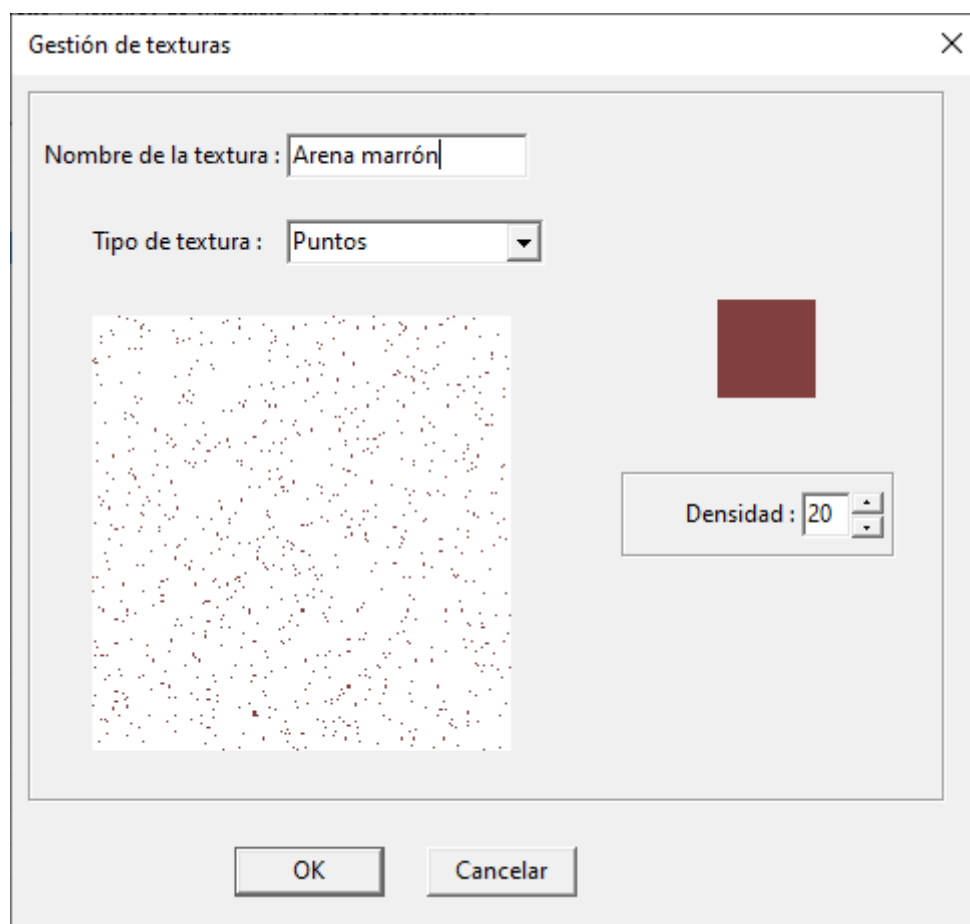 Gestión de texturas
Nombre de la textura : Arena marrón
Tipo de textura : Puntos
Densidad : 20
OK Cancelar